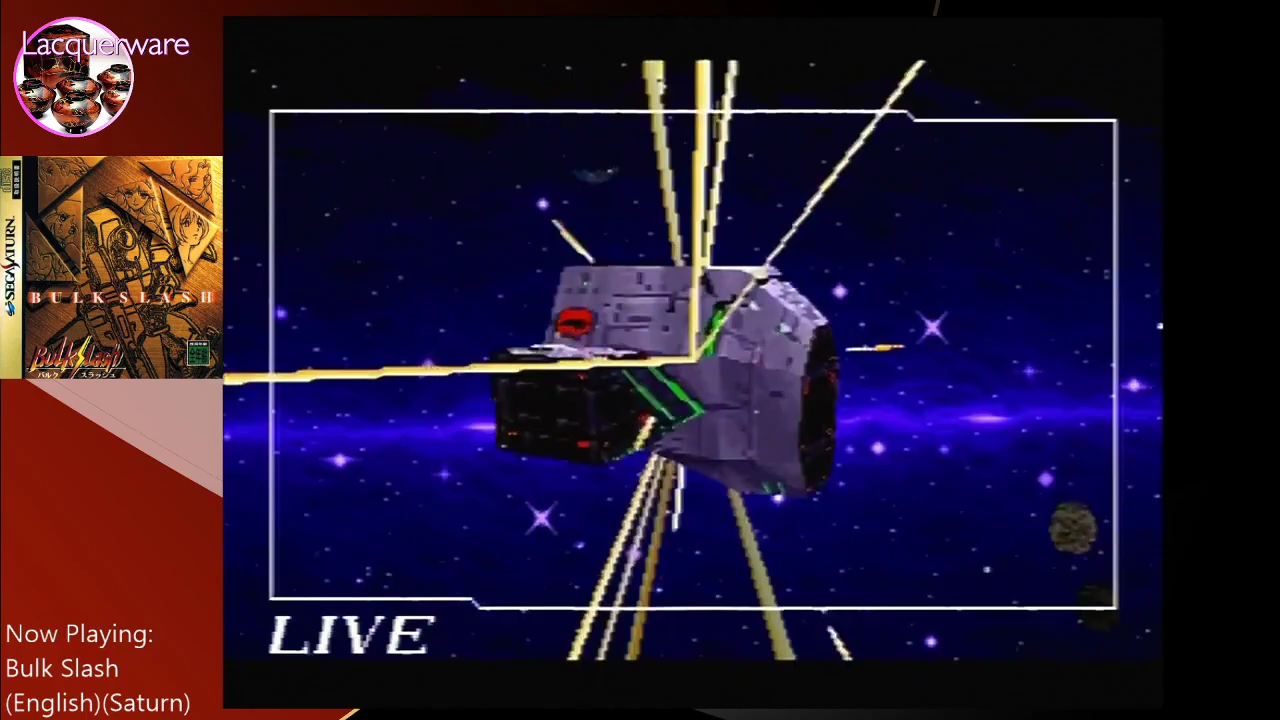 Lacquerware
SEGA SATURN
BULK SLASH
Bulk Slash
バルク スラッシュ
LIVE
Now Playing:
Bulk Slash
(English)(Saturn)